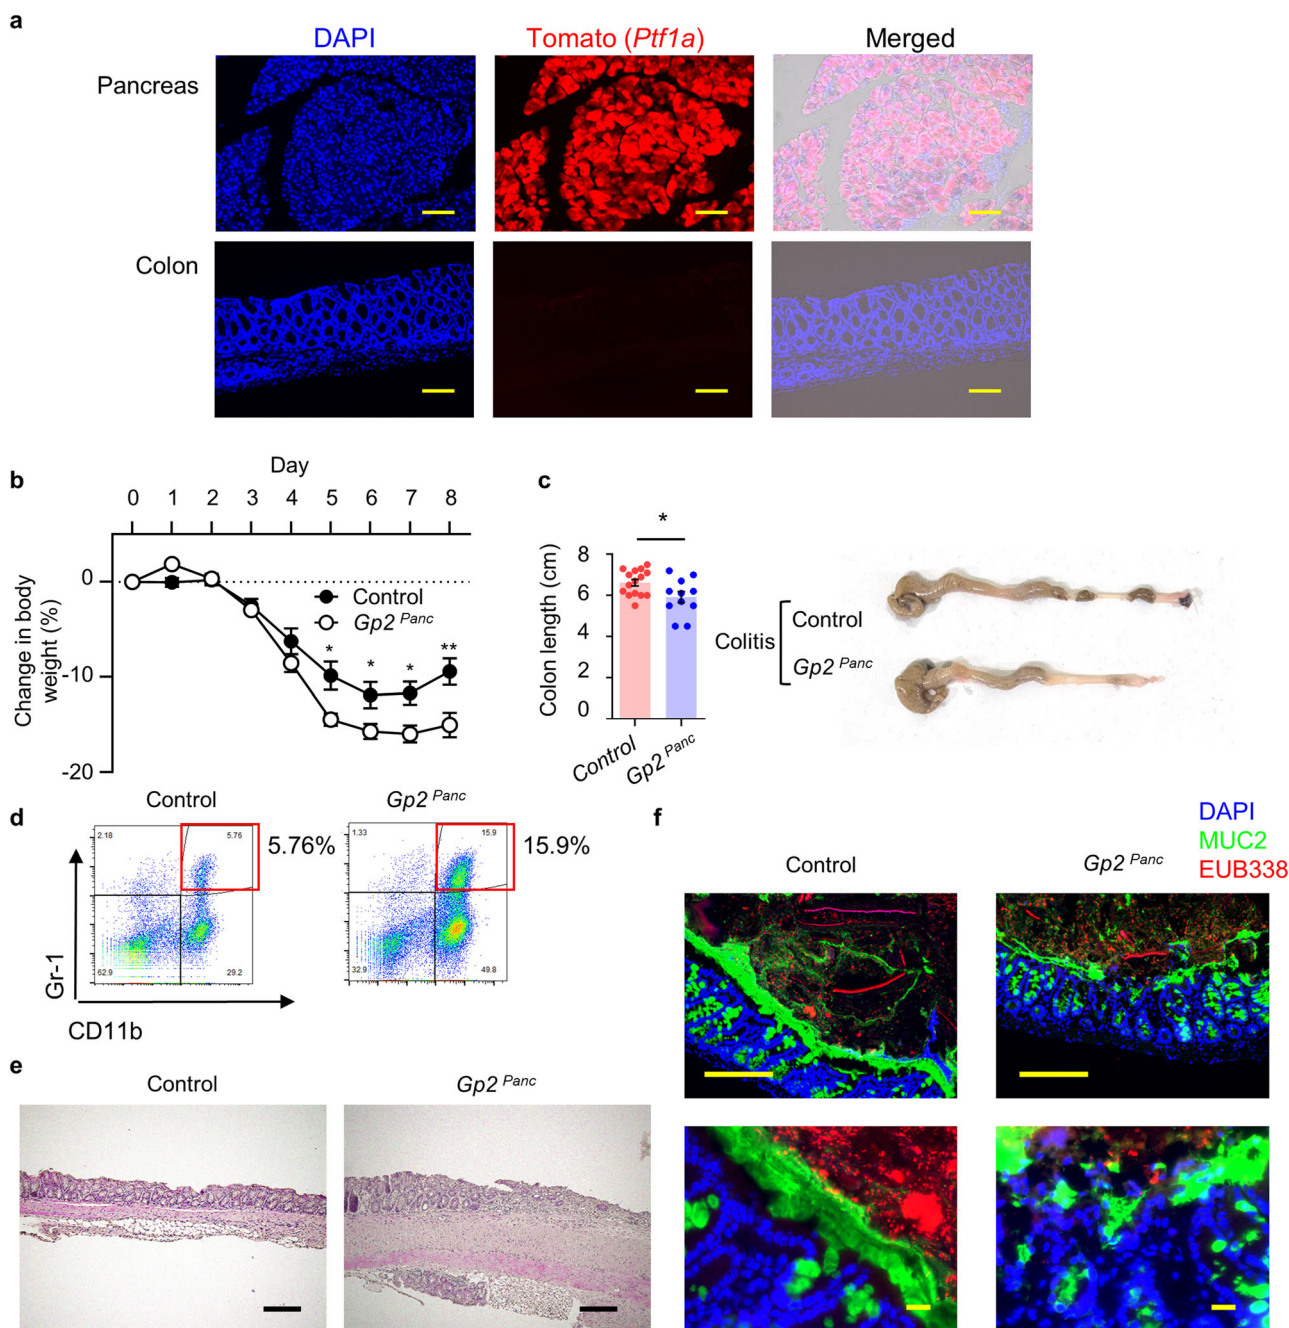 a
DAPI
Tomato (Ptf1a)
Merged
Pancreas
Colon
b
Day
0 1 2 3 4 5 6 7 8
Change in body
weight (%)
0
-10
-20
Control
Gp2 Panc
* * * **
c
*
Colon length (cm)
8
6
4
2
0
Control
Gp2 Panc
Colitis
Control
Gp2 Panc
d
Control
Gp2 Panc
2.18
5.76
62.9
29.2
5.76%
1.33
15.9
32.9
49.8
15.9%
Gr-1
CD11b
e
Control
Gp2 Panc
f
DAPI
MUC2
EUB338
Control
Gp2 Panc